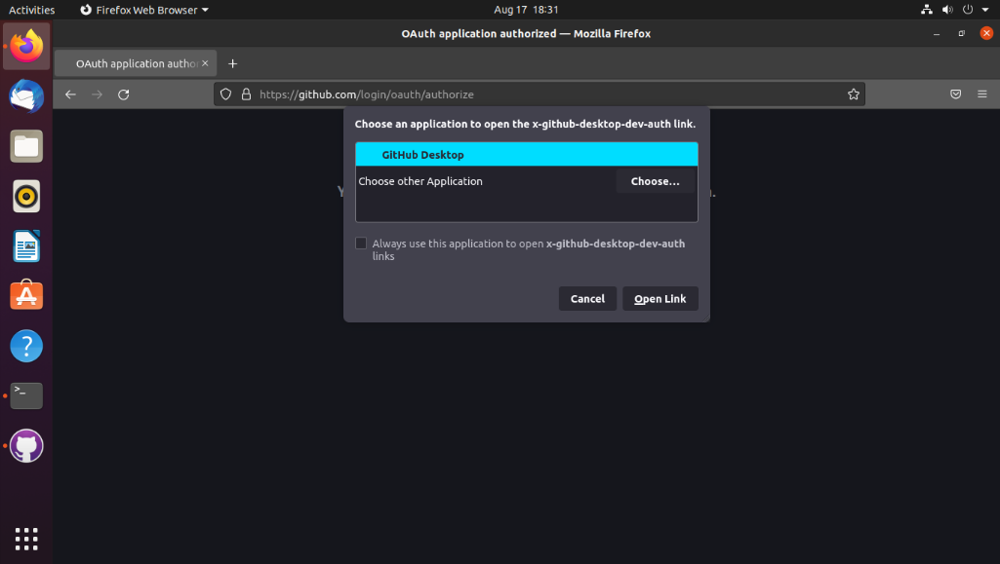 Activities
Firefox Web Browser
Aug 17 18:31
OAuth application authorized — Mozilla Firefox
OAuth application author
https://github.com/login/oauth/authorize
Choose an application to open the x-github-desktop-dev-auth link.
GitHub Desktop
Choose other Application
Choose...
Always use this application to open x-github-desktop-dev-auth
links
Cancel
Open Link